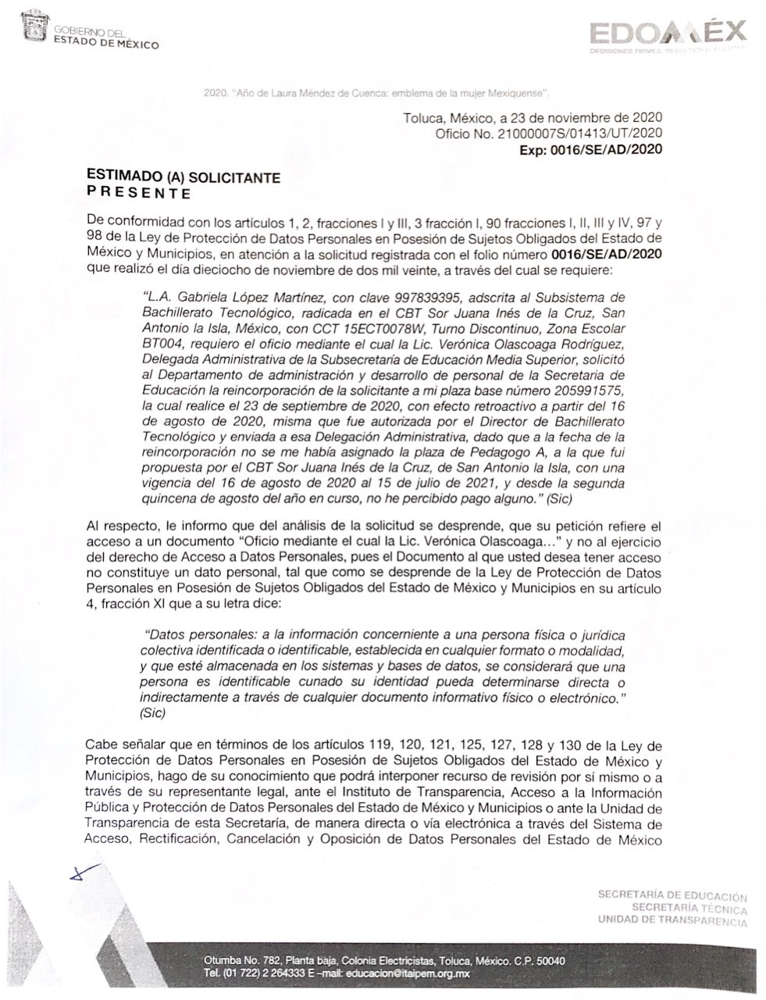 GOBIERNO DEL
ESTADO DE MÉXICO
EDOMÉX
DECISIONES FIRMES, RESULTADOS FUERTES.
2020. "Año de Laura Méndez de Cuenca: emblema de la mujer Mexiquense".
Toluca, México, a 23 de noviembre de 2020
Oficio No. 21000007S/01413/UT/2020
Exp: 0016/SE/AD/2020
ESTIMADO (A) SOLICITANTE
P R E S E N T E
De conformidad con los artículos 1, 2, fracciones I y III, 3 fracción I, 90 fracciones I, II, III y IV, 97 y
98 de la Ley de Protección de Datos Personales en Posesión de Sujetos Obligados del Estado de
México y Municipios, en atención a la solicitud registrada con el folio número 0016/SE/AD/2020
que realizó el día dieciocho de noviembre de dos mil veinte, a través del cual se requiere:
"L.A. Gabriela López Martínez, con clave 997839395, adscrita al Subsistema de
Bachillerato Tecnológico, radicada en el CBT Sor Juana Inés de la Cruz, San
Antonio la Isla, México, con CCT 15ECT0078W, Turno Discontinuo, Zona Escolar
BT004, requiero el oficio mediante el cual la Lic. Verónica Olascoaga Rodríguez,
Delegada Administrativa de la Subsecretaría de Educación Media Superior, solicitó
al Departamento de administración y desarrollo de personal de la Secretaria de
Educación la reincorporación de la solicitante a mi plaza base número 205991575,
la cual realice el 23 de septiembre de 2020, con efecto retroactivo a partir del 16
de agosto de 2020, misma que fue autorizada por el Director de Bachillerato
Tecnológico y enviada a esa Delegación Administrativa, dado que a la fecha de la
reincorporación no se me había asignado la plaza de Pedagogo A, a la que fui
propuesta por el CBT Sor Juana Inés de la Cruz, de San Antonio la Isla, con una
vigencia del 16 de agosto de 2020 al 15 de julio de 2021, y desde la segunda
quincena de agosto del año en curso, no he percibido pago alguno." (Sic)
Al respecto, le informo que del análisis de la solicitud se desprende, que su petición refiere el
acceso a un documento "Oficio mediante el cual la Lic. Verónica Olascoaga..." y no al ejercicio
del derecho de Acceso a Datos Personales, pues el Documento al que usted desea tener acceso
no constituye un dato personal, tal que como se desprende de la Ley de Protección de Datos
Personales en Posesión de Sujetos Obligados del Estado de México y Municipios en su artículo
4, fracción XI que a su letra dice:
"Datos personales: a la información concerniente a una persona física o jurídica
colectiva identificada o identificable, establecida en cualquier formato o modalidad,
y que esté almacenada en los sistemas y bases de datos, se considerará que una
persona es identificable cunado su identidad pueda determinarse directa o
indirectamente a través de cualquier documento informativo físico o electrónico."
(Sic)
Cabe señalar que en términos de los artículos 119, 120, 121, 125, 127, 128 y 130 de la Ley de
Protección de Datos Personales en Posesión de Sujetos Obligados del Estado de México y
Municipios, hago de su conocimiento que podrá interponer recurso de revisión por sí mismo o a
través de su representante legal, ante el Instituto de Transparencia, Acceso a la Información
Pública y Protección de Datos Personales del Estado de México y Municipios o ante la Unidad de
Transparencia de esta Secretaría, de manera directa o vía electrónica a través del Sistema de
Acceso, Rectificación, Cancelación y Oposición de Datos Personales del Estado de México
SECRETARÍA DE EDUCACIÓN
SECRETARÍA TÉCNICA
UNIDAD DE TRANSPARENCIA
Otumba No. 782, Planta baja, Colonia Electricistas, Toluca, México. C.P. 50040
Tel. (01 722) 2 264333 E –mail: educacion@itaipem.org.mx